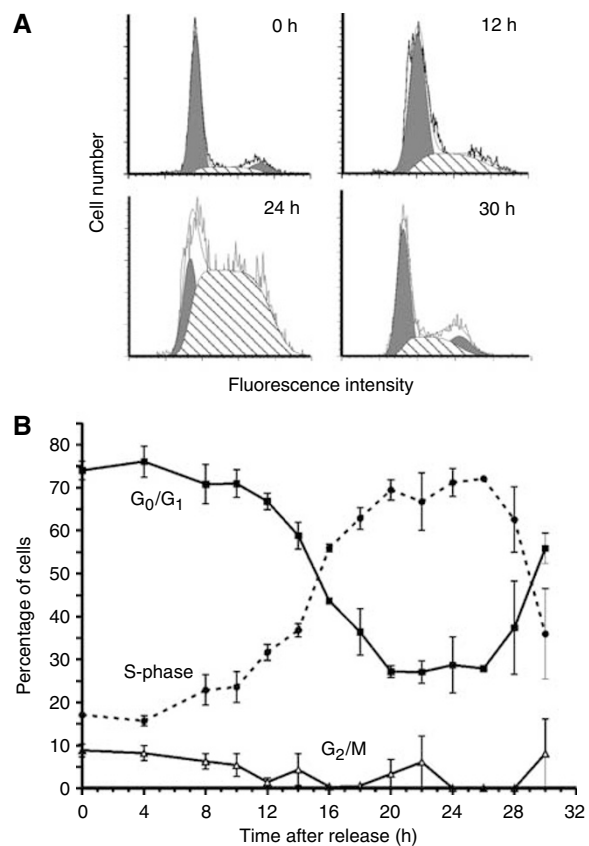 A
0 h
12 h
24 h
30 h
Cell number
Fluorescence intensity
B
80
70
60
50
40
30
20
10
0
Percentage of cells
G₀/G₁
S-phase
G₂/M
0 4 8 12 16 20 24 28 32
Time after release (h)